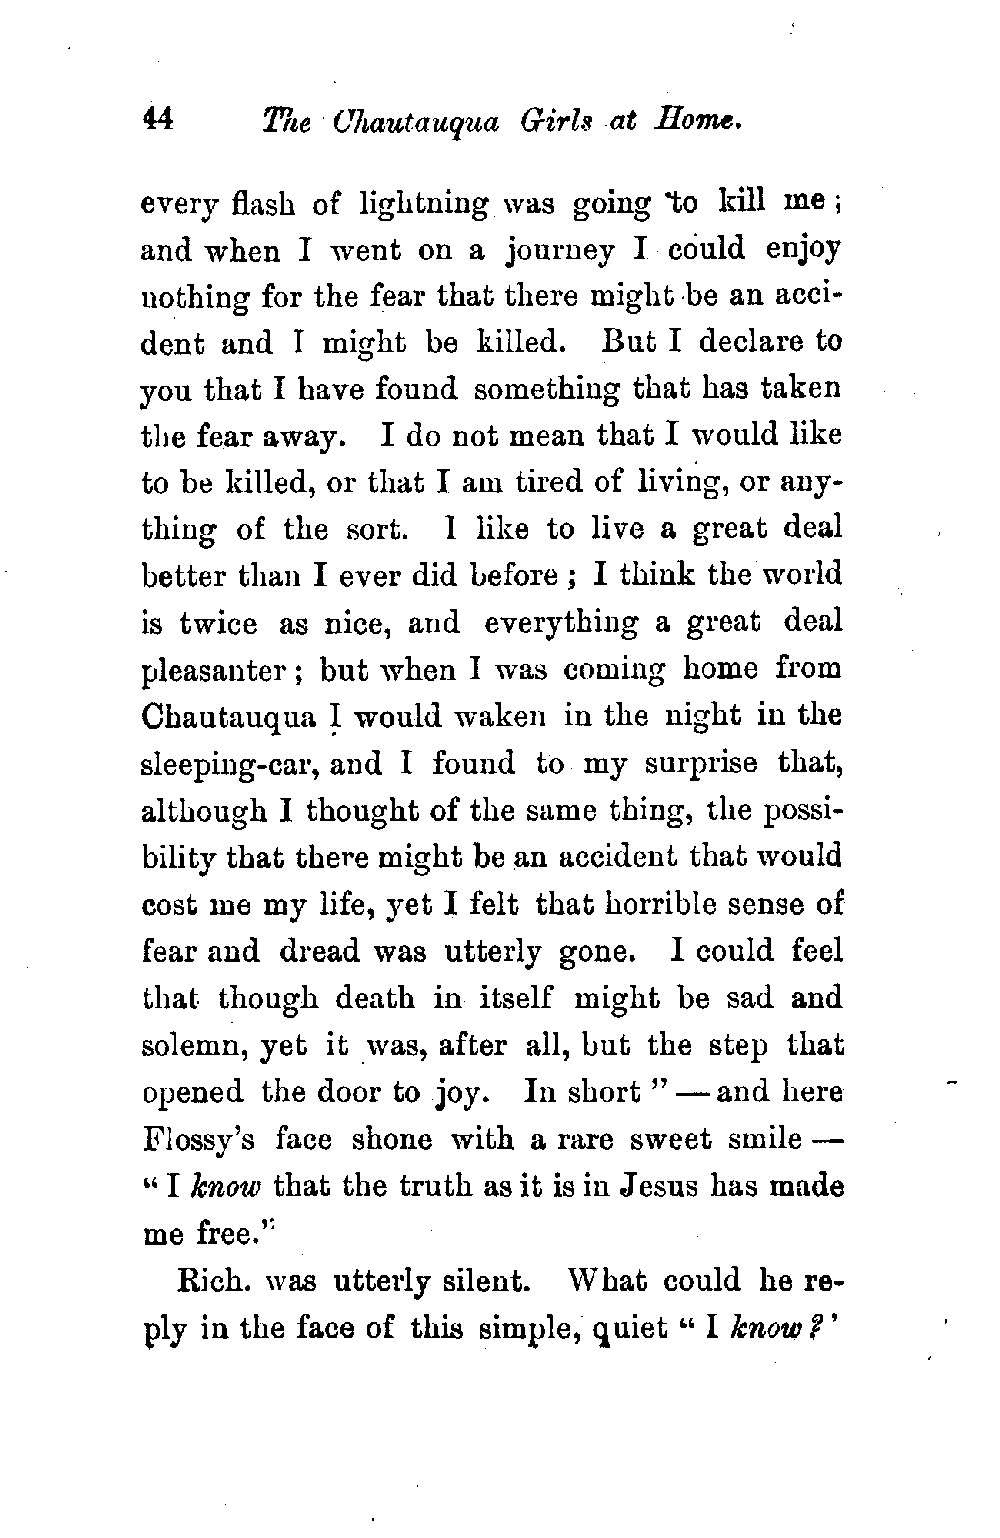 44 The Chautauqua Girls at Home.
every flash of lightning was going to kill me ;
and when I went on a journey I could enjoy
nothing for the fear that there might be an acci-
dent and I might be killed. But I declare to
you that I have found something that has taken
the fear away. I do not mean that I would like
to be killed, or that I am tired of living, or any-
thing of the sort. I like to live a great deal
better than I ever did before ; I think the world
is twice as nice, and everything a great deal
pleasanter ; but when I was coming home from
Chautauqua I would waken in the night in the
sleeping-car, and I found to my surprise that,
although I thought of the same thing, the possi-
bility that there might be an accident that would
cost me my life, yet I felt that horrible sense of
fear and dread was utterly gone. I could feel
that though death in itself might be sad and
solemn, yet it was, after all, but the step that
opened the door to joy. In short " — and here
Flossy's face shone with a rare sweet smile —
" I know that the truth as it is in Jesus has made
me free."
Rich. was utterly silent. What could he re-
ply in the face of this simple, quiet " I know ? '